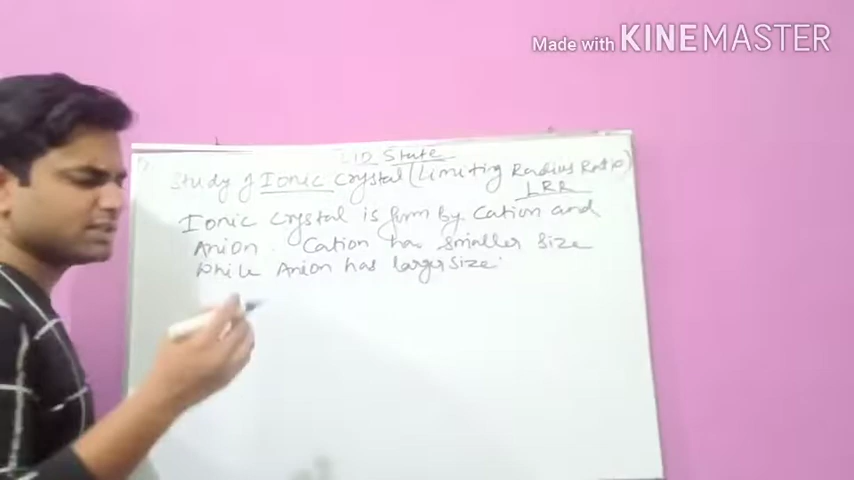 Made with KINEMASTER
State
Study of Ionic crystal (Limiting Radius Ratio)
LRR
Ionic crystal is form by Cation and
Anion. Cation has smaller size
while Anion has larger size.